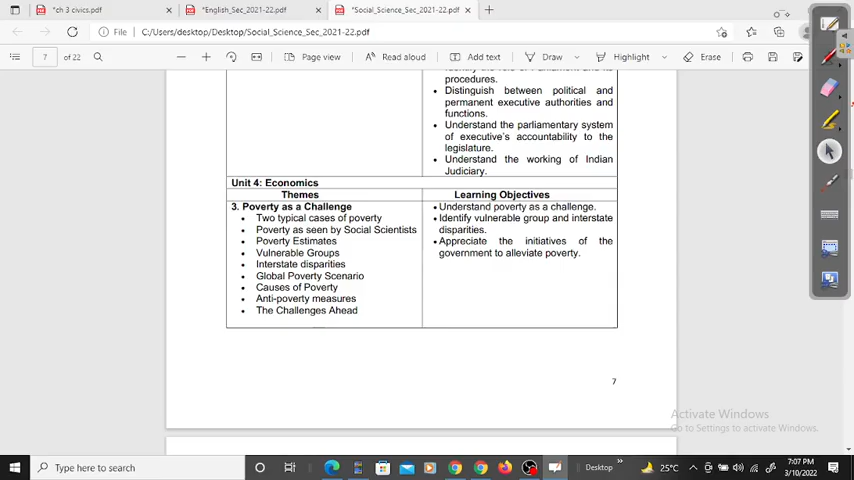 *ch 3 civics.pdf
*English_Sec_2021-22.pdf
*Social_Science_Sec_2021-22.pdf
File
C:/Users/desktop/Desktop/Social_Science_Sec_2021-22.pdf
7 of 22
Page view
Read aloud
Add text
Draw
Highlight
Erase
procedures.
• Distinguish between political and
permanent executive authorities and
functions.
• Understand the parliamentary system
of executive's accountability to the
legislature.
• Understand the working of Indian
Judiciary.
Unit 4: Economics
Themes
Learning Objectives
3. Poverty as a Challenge
• Two typical cases of poverty
• Poverty as seen by Social Scientists
• Poverty Estimates
• Vulnerable Groups
• Interstate disparities
• Global Poverty Scenario
• Causes of Poverty
• Anti-poverty measures
• The Challenges Ahead
• Understand poverty as a challenge.
• Identify vulnerable group and interstate
disparities.
• Appreciate the initiatives of the
government to alleviate poverty.
7
Activate Windows
Go to Settings to activate Windows.
Type here to search
Desktop
25°C
7:07 PM
3/10/2022